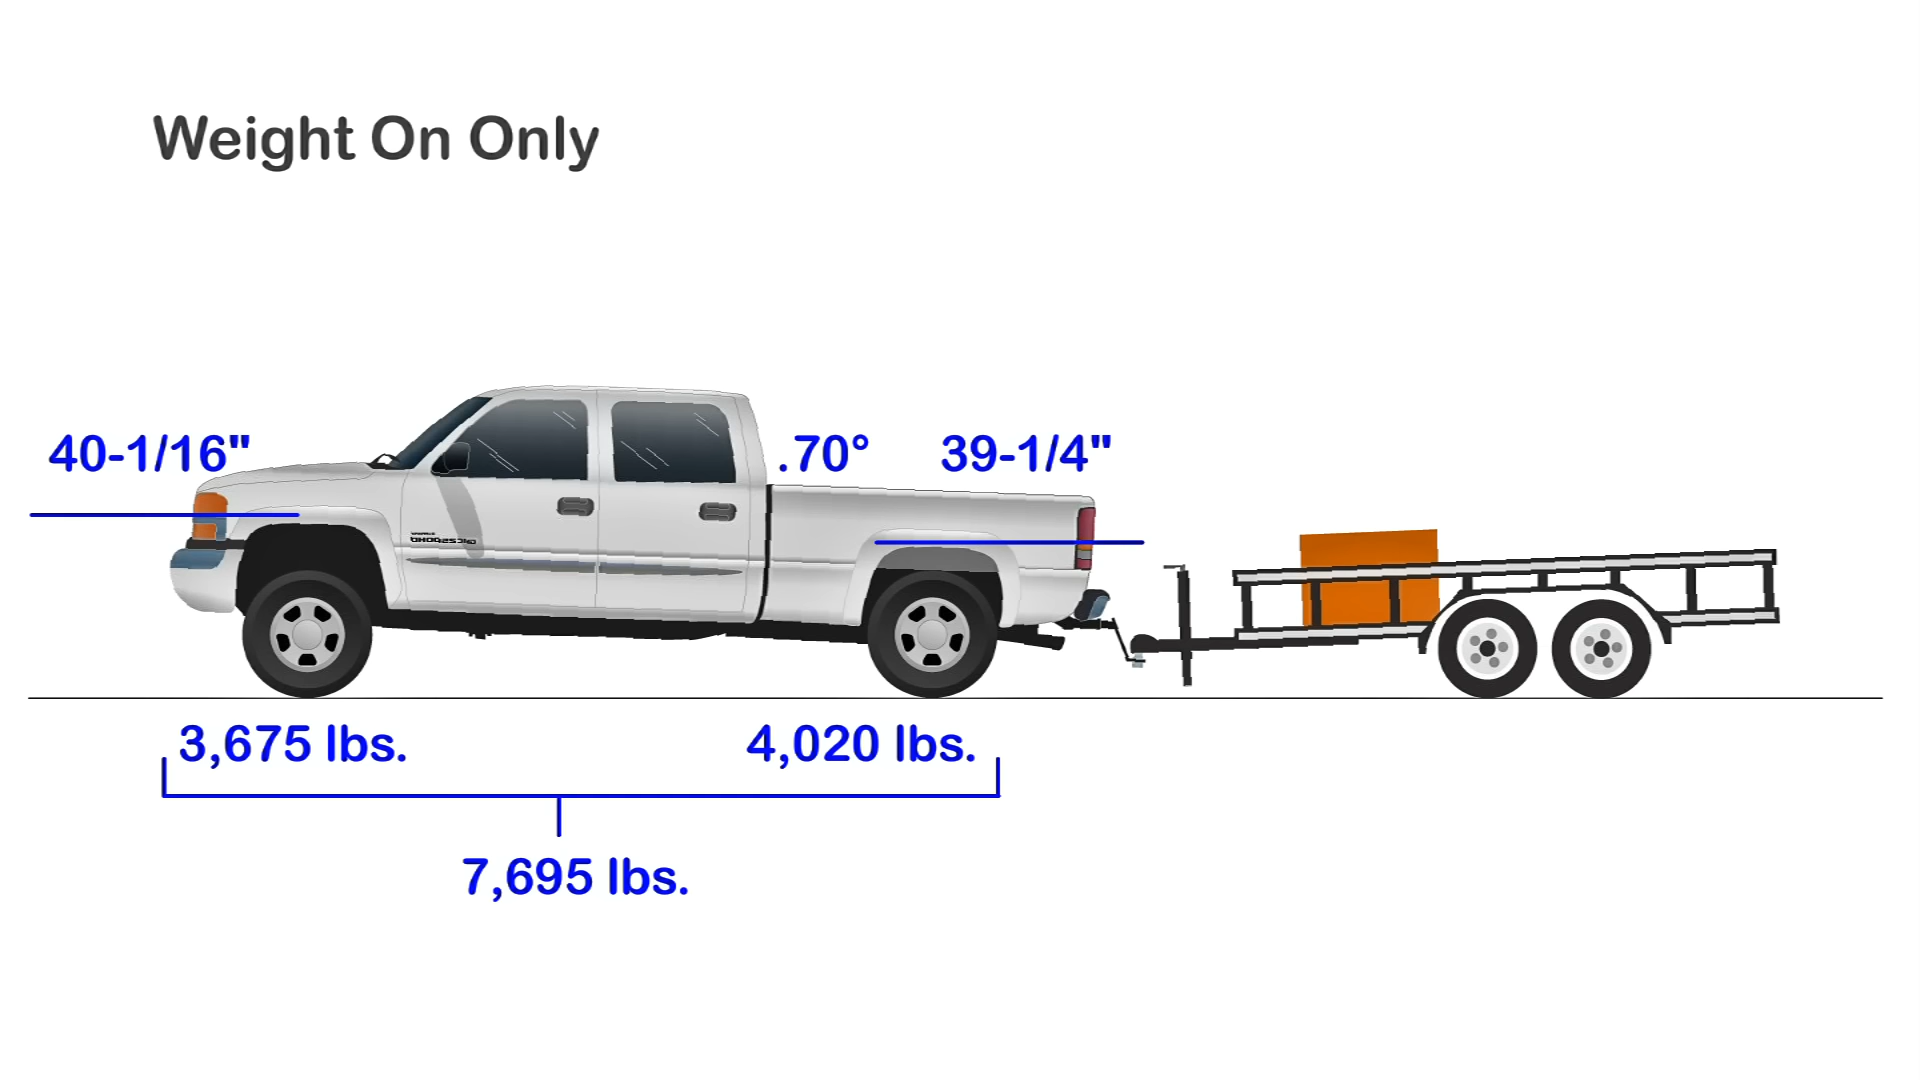 Weight On Only
40-1/16" .70° 39-1/4"
3,675 lbs. 4,020 lbs.
7,695 lbs.